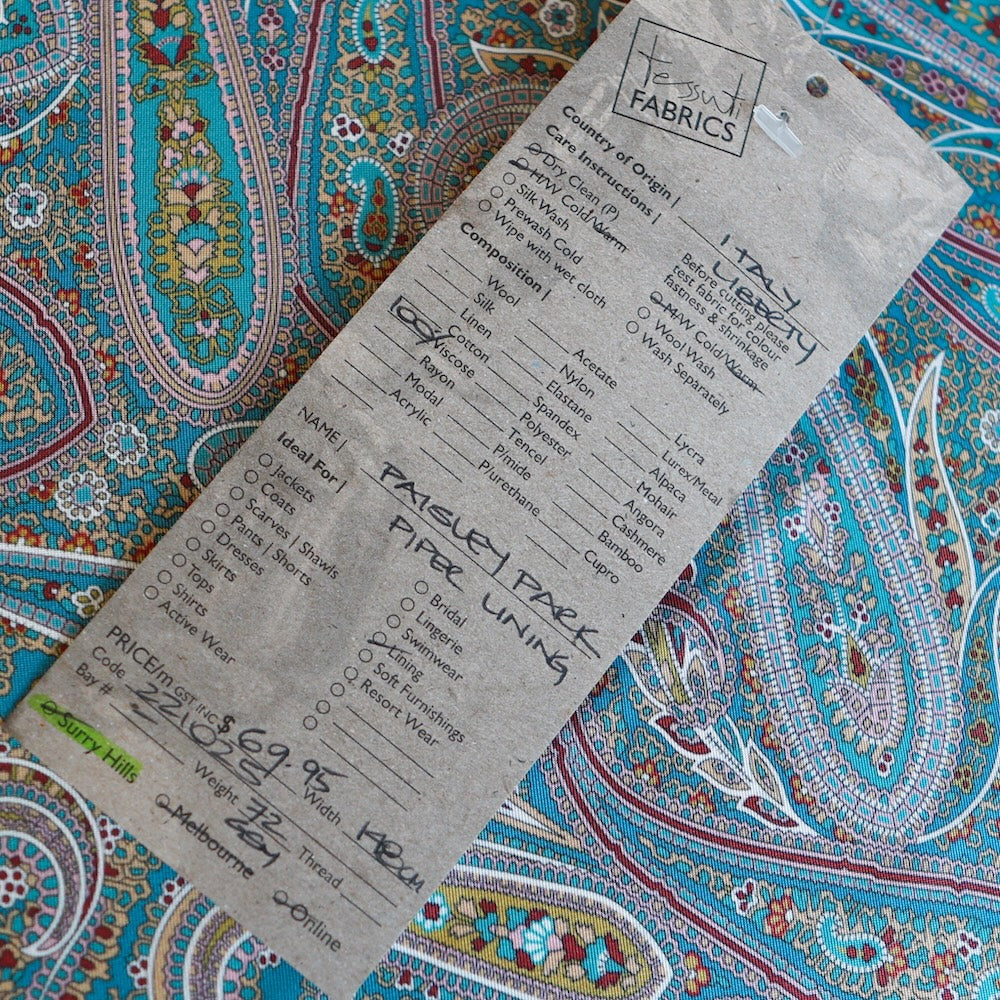 tessuti
FABRICS
Country of Origin | ITALY
Care Instructions | LIBERTY
Dry Clean (P)
H/W Cold/Warm
Silk Wash
Prewash Cold
Wipe with wet cloth
Before cutting please
test fabric for colour
fastness & shrinkage
M/W Cold/Warm
Wool Wash
Wash Separately
Composition |
Wool
Silk
Linen
Cotton
100% Viscose
Rayon
Modal
Acrylic
Acetate
Nylon
Elastane
Spandex
Polyester
Tencel
Pimide
Plurethane
Lycra
Lurex/Metal
Alpaca
Mohair
Angora
Cashmere
Bamboo
Cupro
NAME | PAISLEY PARK
PIPER LINING
Ideal For |
Jackets
Coats
Scarves | Shawls
Pants | Shorts
Dresses
Skirts
Tops
Shirts
Active Wear
Bridal
Lingerie
Swimwear
Lining
Soft Furnishings
Resort Wear
PRICE/m GST INC $69.95 Width 140cm
Code 221025 Weight 72 Thread
Bay #
Surry Hills
Melbourne
Online